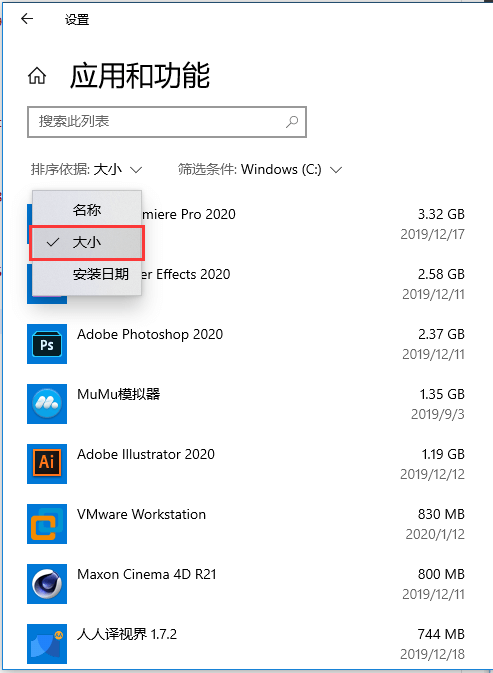 设置
应用和功能
搜索此列表
排序依据: 大小 筛选条件: Windows (C:)
名称
大小
安装日期
miere Pro 2020 3.32 GB
2019/12/17
er Effects 2020 2.58 GB
2019/12/11
Ps
Adobe Photoshop 2020 2.37 GB
2019/12/11
MuMu模拟器 1.35 GB
2019/9/3
Ai
Adobe Illustrator 2020 1.19 GB
2019/12/12
VMware Workstation 830 MB
2020/1/12
Maxon Cinema 4D R21 800 MB
2019/12/11
人人译视界 1.7.2 744 MB
2019/12/18